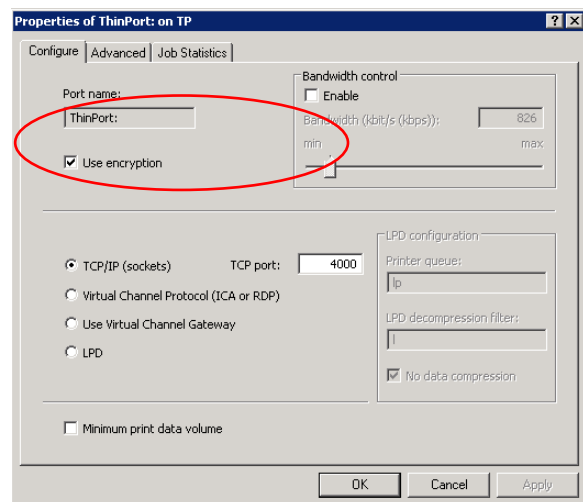 Properties of ThinPort: on TP
Configure Advanced Job Statistics
Port name:
ThinPort:
Use encryption
Bandwidth control
Enable
Bandwidth (kbit/s (kbps)): 826
min max
TCP/IP (sockets) TCP port: 4000
Virtual Channel Protocol (ICA or RDP)
Use Virtual Channel Gateway
LPD
LPD configuration
Printer queue:
lp
LPD decompression filter:
l
No data compression
Minimum print data volume
OK Cancel Apply